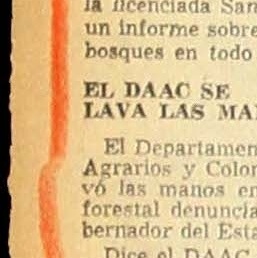 la licenciada San
un informe sobre
bosques en todo
EL DAAC SE
LAVA LAS MA
El Departamen
Agrarios y Color
vó las manos en
forestal denuncia
bernador del Esta
Dice el DAAC